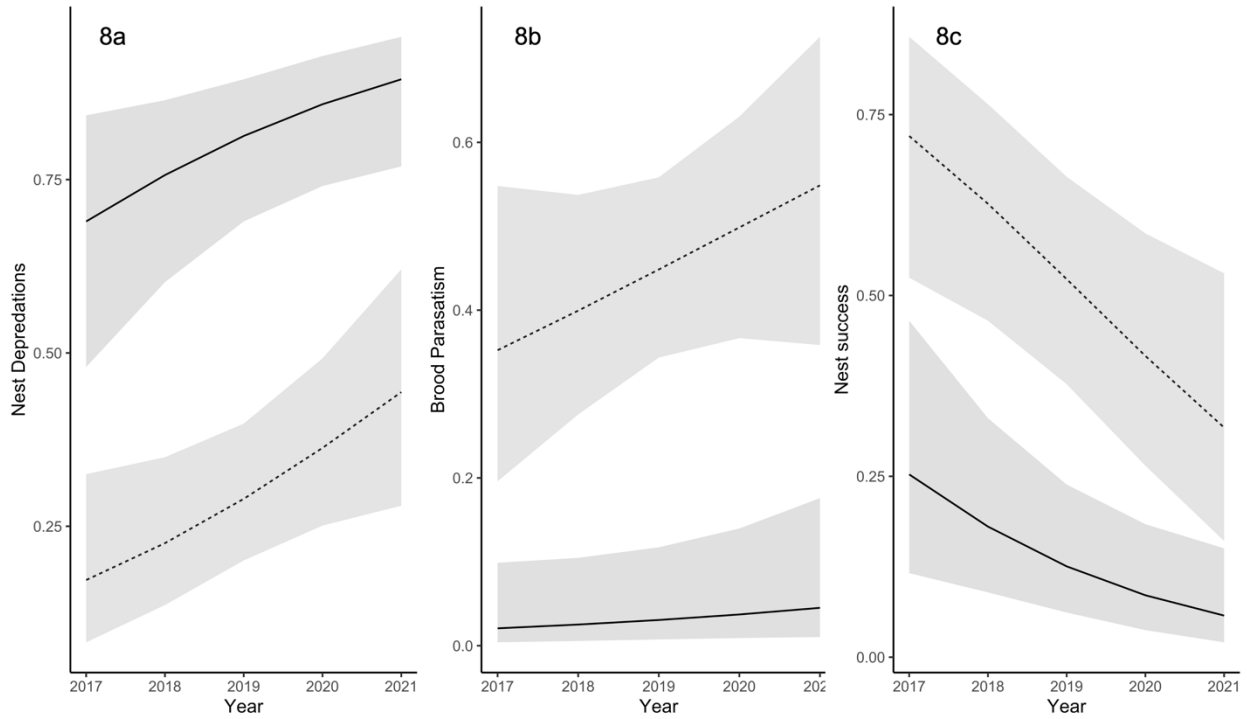 8a
Nest Depredations
0.75
0.50
0.25
2017 2018 2019 2020 2021
Year
8b
Brood Parasatism
0.6
0.4
0.2
0.0
2017 2018 2019 2020 202
Year
8c
Nest success
0.75
0.50
0.25
0.00
2017 2018 2019 2020 2021
Year